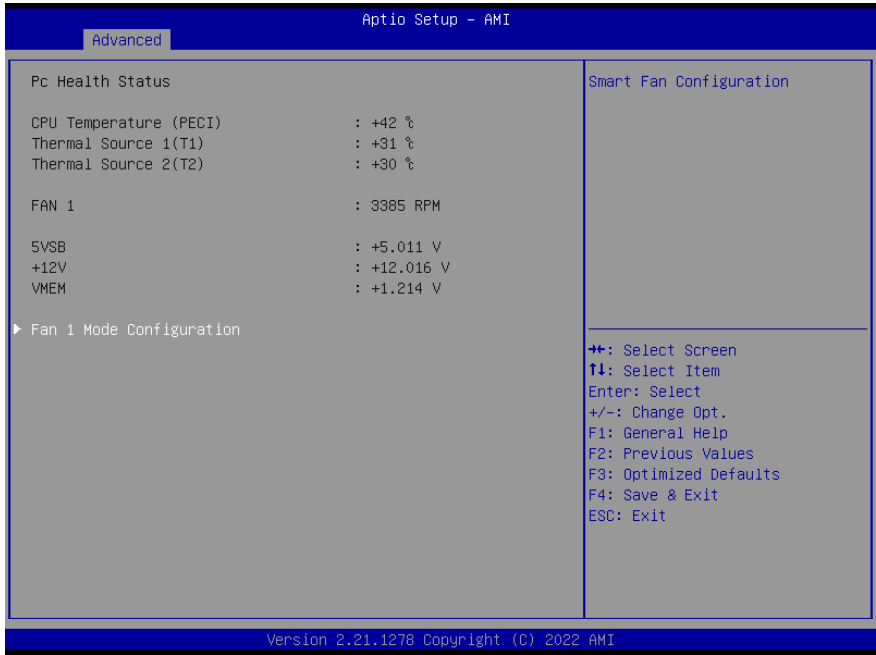 Aptio Setup – AMI
Advanced
Pc Health Status
CPU Temperature (PECI) : +42 ℃
Thermal Source 1(T1) : +31 ℃
Thermal Source 2(T2) : +30 ℃
FAN 1 : 3385 RPM
5VSB : +5.011 V
+12V : +12.016 V
VMEM : +1.214 V
▶ Fan 1 Mode Configuration
Smart Fan Configuration
→←: Select Screen
↑↓: Select Item
Enter: Select
+/-: Change Opt.
F1: General Help
F2: Previous Values
F3: Optimized Defaults
F4: Save & Exit
ESC: Exit
Version 2.21.1278 Copyright (C) 2022 AMI